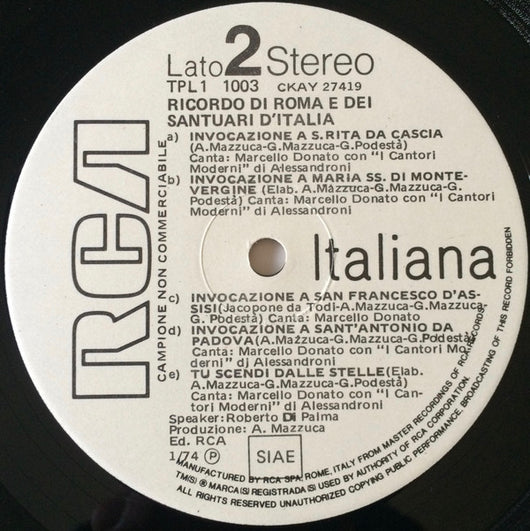 Lato 2 Stereo
TPL1 1003 CKAY 27419
RICORDO DI ROMA E DEI
SANTUARI D'ITALIA
a) INVOCAZIONE A S.RITA DA CASCIA
(A.Mazzuca-G.Mazzuca-G.Podestà)
Canta: Marcello Donato con "I Cantori
Moderni" di Alessandroni
b) INVOCAZIONE A MARIA SS. DI MONTE-
VERGINE (Elab. A.Mazzuca-G.Mazzuca-G.
Podestà) Canta: Marcello Donato con "I Cantori
Moderni" di Alessandroni
RCA
CAMPIONE NON COMMERCIABILE
Italiana
c) INVOCAZIONE A SAN FRANCESCO D'AS-
SISI(Jacopone da Todi-A.Mazzuca-G.Mazzuca
G. Podestà) Canta: Marcello Donato
d) INVOCAZIONE A SANT'ANTONIO DA
PADOVA(A.Mazzuca-G.Mazzuca-G.Podestà)
Canta: Marcello Donato con "I Cantori Mo-
derni" di Alessandroni
e) TU SCENDI DALLE STELLE(Elab.
A.Mazzuca-G.Mazzuca-G.Podestà)
Canta: Marcello Donato con "I Can-
tori Moderni" di Alessandroni
Speaker: Roberto Di Palma
Produzione: A. Mazzuca
Ed. RCA
1/74 Ⓟ
SIAE
MANUFACTURED BY RCA SPA. ROME, ITALY FROM MASTER RECORDINGS OF RCA RECORDS.
TM(S) ® MARCA(S) REGISTRADA(S) USED BY AUTHORITY OF RCA CORPORATION.
ALL RIGHTS RESERVED UNAUTHORIZED COPYING PUBLIC PERFORMANCE. BROADCASTING OF THIS RECORD FORBIDDEN